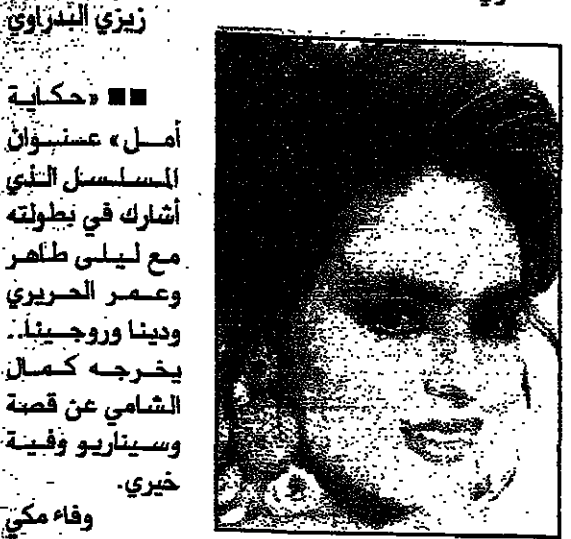 زيزي البدراوي
■■ «حكاية
أمل» عنوان
المسلسل الذي
أشارك في بطولته
مع ليلى طاهر
وعمر الحريري
ودينا وروجينا..
يخرجه كمال
الشامي عن قصة
وسيناريو وفية
خيري.
وفاء مكي